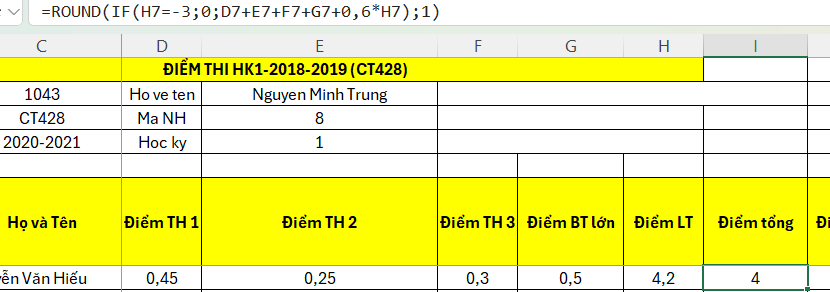 =ROUND(IF(H7=-3;0;D7+E7+F7+G7+0,6*H7);1)
C D E F G H I
ĐIỂM THI HK1-2018-2019 (CT428)
1043 Ho ve ten Nguyen Minh Trung
CT428 Ma NH 8
2020-2021 Hoc ky 1
Họ và Tên Điểm TH 1 Điểm TH 2 Điểm TH 3 Điểm BT lớn Điểm LT Điểm tổng
Văn Hiếu 0,45 0,25 0,3 0,5 4,2 4